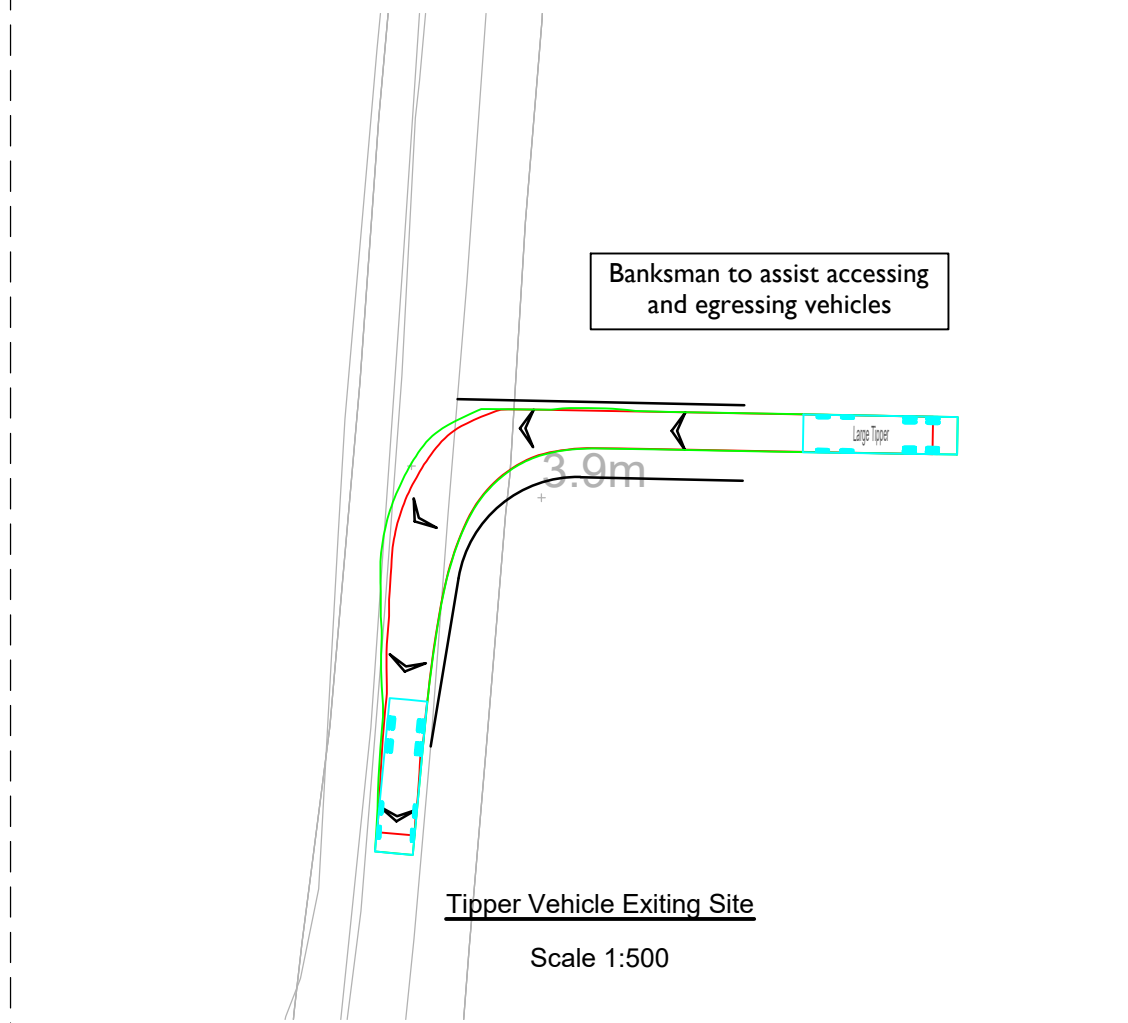 Banksman to assist accessing
and egressing vehicles
Large Tipper
3.9m
Tipper Vehicle Exiting Site
Scale 1:500